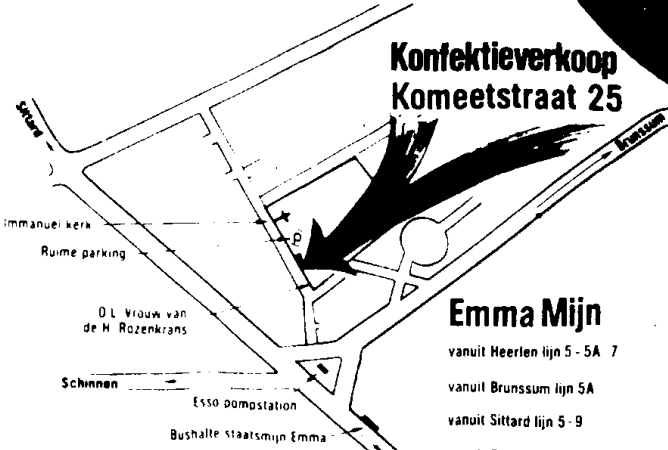 Konfektieverkoop
Komeetstraat 25
Sittard
Brunssum
Immanuel kerk
P
Ruime parking
O.L. Vrouw van
de H. Rozenkrans
Schinnen
Esso pompstation
Bushalte staatsmijn Emma
Emma Mijn
vanuit Heerlen lijn 5 - 5A 7
vanuit Brunssum lijn 5A
vanuit Sittard lijn 5 - 9